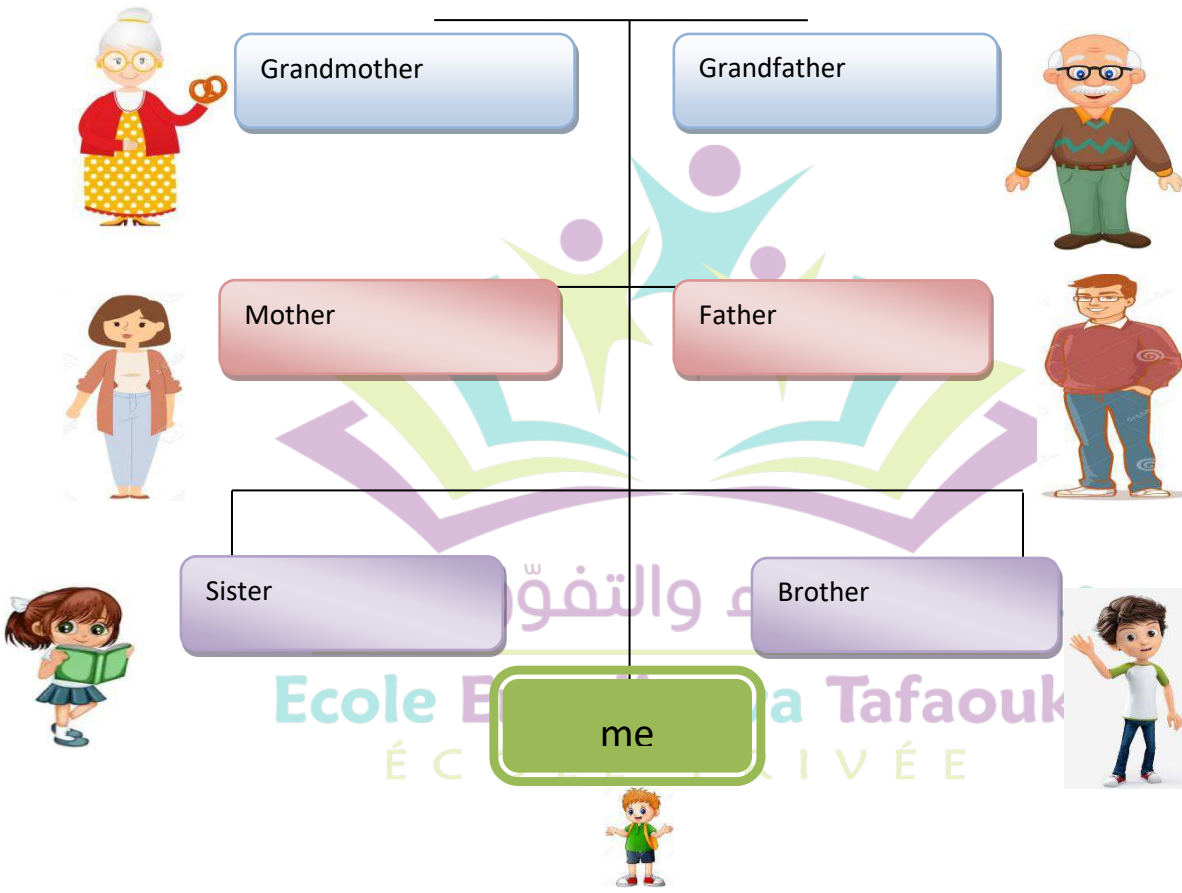 Grandmother
Grandfather
Mother
Father
Sister
Brother
والتفوّق
Ecole Tafaouk
me